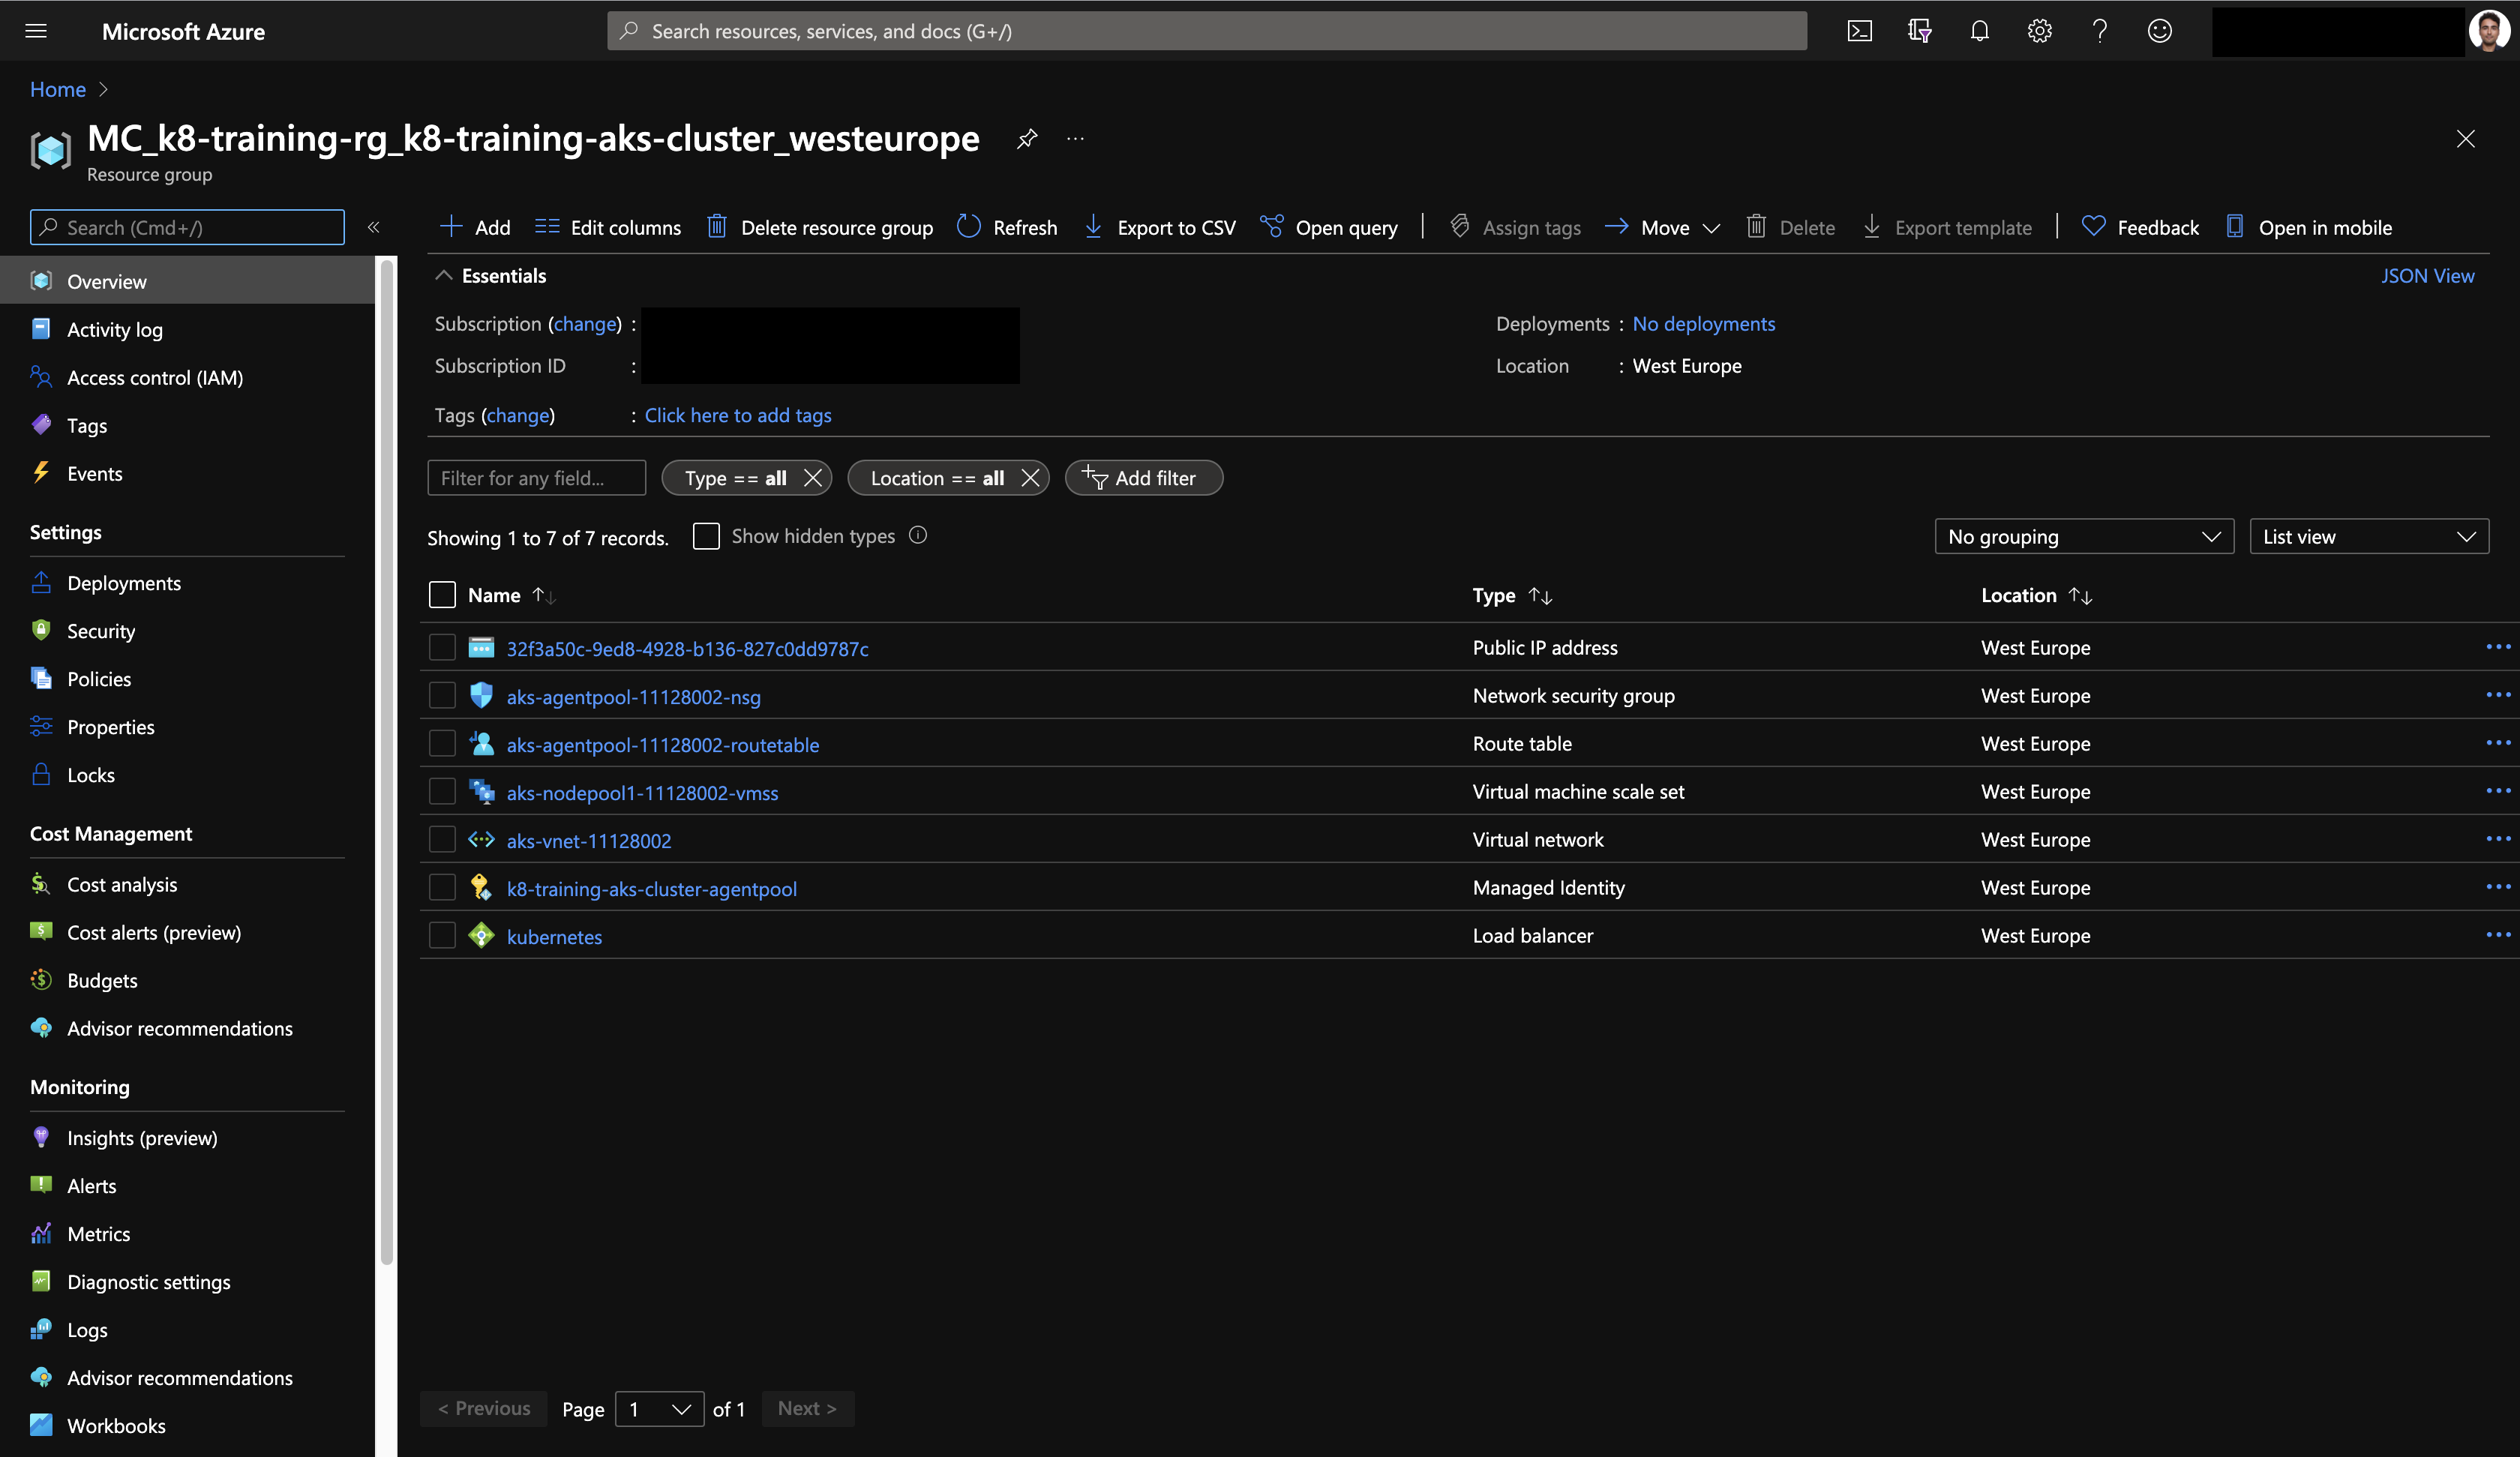 Microsoft Azure
Search resources, services, and docs (G+/)
Home
MC_k8-training-rg_k8-training-aks-cluster_westeurope
Resource group
Search (Cmd+/)
Add
Edit columns
Delete resource group
Refresh
Export to CSV
Open query
Assign tags
Move
Delete
Export template
Feedback
Open in mobile
Overview
Activity log
Access control (IAM)
Tags
Events
Settings
Deployments
Security
Policies
Properties
Locks
Cost Management
Cost analysis
Cost alerts (preview)
Budgets
Advisor recommendations
Monitoring
Insights (preview)
Alerts
Metrics
Diagnostic settings
Logs
Advisor recommendations
Workbooks
Essentials
JSON View
Subscription (change) :
Deployments : No deployments
Subscription ID :
Location : West Europe
Tags (change) : Click here to add tags
Filter for any field...
Type == all
Location == all
Add filter
Showing 1 to 7 of 7 records.
Show hidden types
No grouping
List view
Name Type Location
32f3a50c-9ed8-4928-b136-827c0dd9787c Public IP address West Europe
aks-agentpool-11128002-nsg Network security group West Europe
aks-agentpool-11128002-routetable Route table West Europe
aks-nodepool1-11128002-vmss Virtual machine scale set West Europe
aks-vnet-11128002 Virtual network West Europe
k8-training-aks-cluster-agentpool Managed Identity West Europe
kubernetes Load balancer West Europe
< Previous Page 1 of 1 Next >